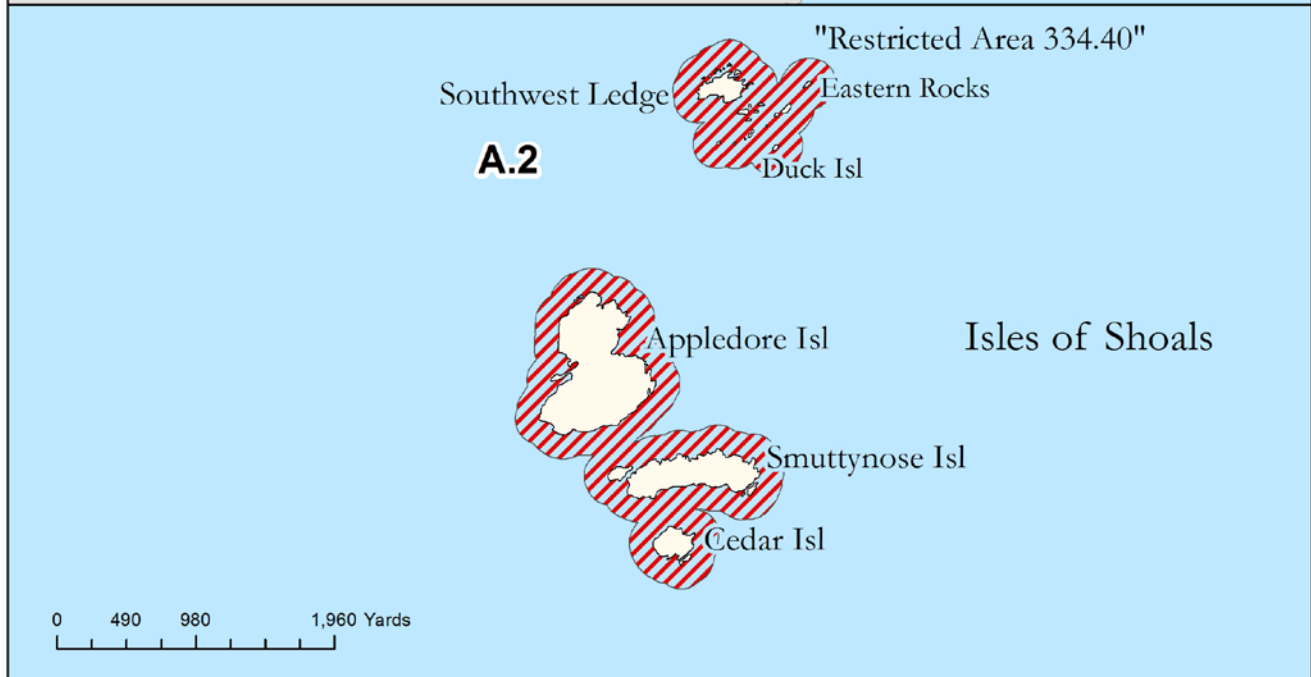 "Restricted Area 334.40"
Southwest Ledge
Eastern Rocks
A.2
Duck Isl
Appledore Isl
Isles of Shoals
Smuttynose Isl
Cedar Isl
0 490 980 1,960 Yards